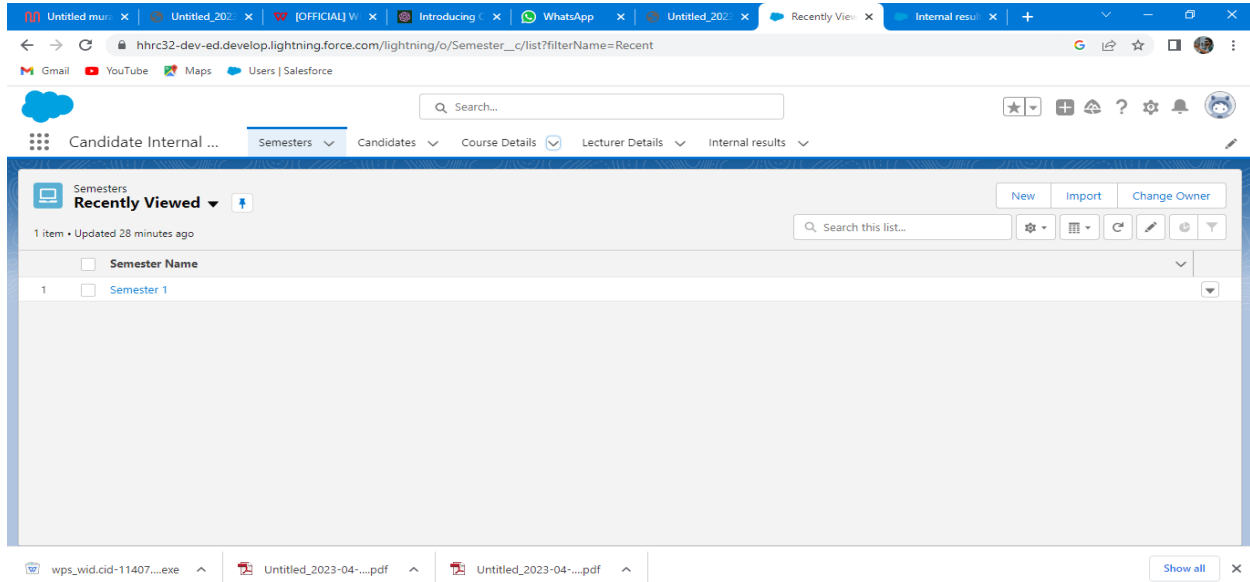 Untitled mura Untitled_202 [OFFICIAL] W Introducing C WhatsApp Untitled_202 Recently View Internal result
hhrc32-dev-ed.develop.lightning.force.com/lightning/o/Semester__c/list?filterName=Recent
Gmail YouTube Maps Users | Salesforce
Search...
Candidate Internal ... Semesters Candidates Course Details Lecturer Details Internal results
Semesters
Recently Viewed
New Import Change Owner
1 item • Updated 28 minutes ago
Search this list...
Semester Name
1 Semester 1
wps_wid.cid-11407....exe Untitled_2023-04-....pdf Untitled_2023-04-....pdf Show all